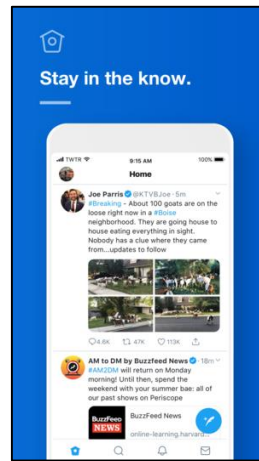 Stay in the know.
TWTR
9:15 AM
100%
Home
Joe Parris @KTVBJoe · 5m
#Breaking - About 100 goats are on the
loose right now in a #Boise
neighborhood. They are going house to
house eating everything in sight.
Nobody has a clue where they came
from...updates to follow
4.8K 47K 113K
AM to DM by Buzzfeed News · 18m
#AM2DM will return on Monday
morning! Until then, spend the
weekend with your summer bae: all of
our past shows on Periscope
BuzzFeed
NEWS
BuzzFeed News
online-learning.harvard...